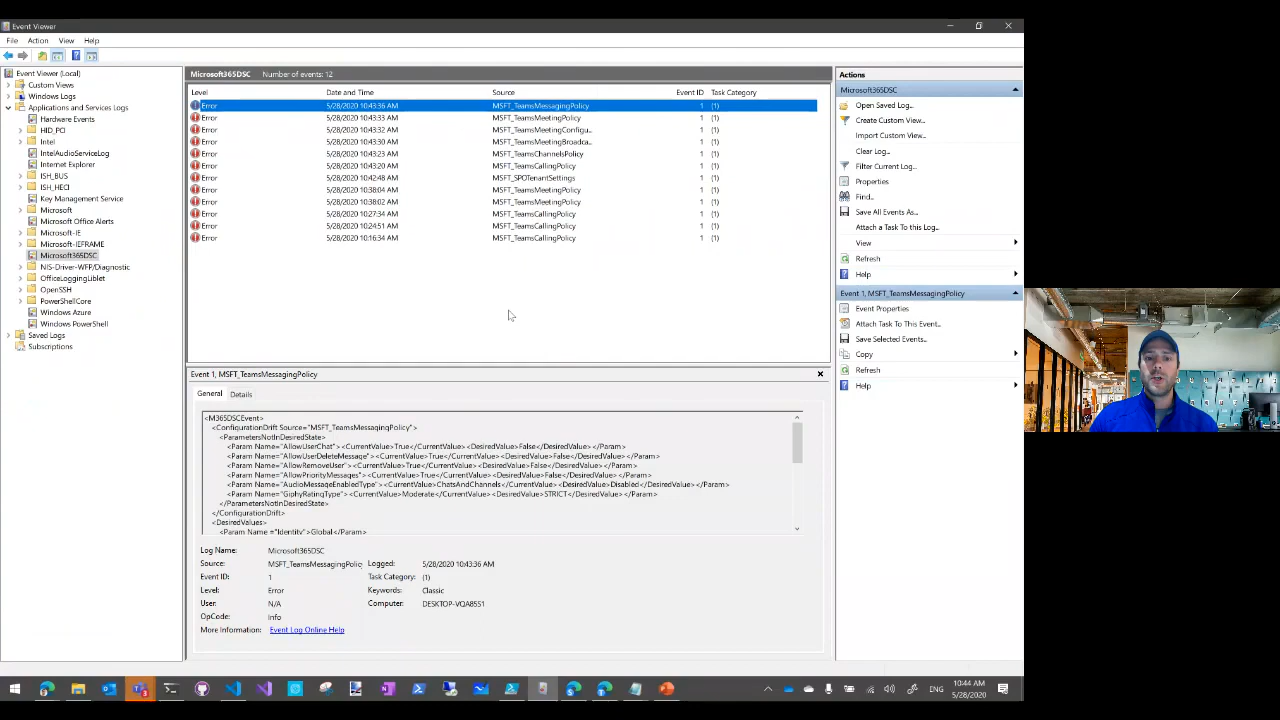 Event Viewer
File Action View Help
Event Viewer (Local)
Custom Views
Windows Logs
Applications and Services Logs
Hardware Events
HID_PCI
Intel
IntelAudioServiceLog
Internet Explorer
ISH_BUS
ISH_HECI
Key Management Service
Microsoft
Microsoft Office Alerts
Microsoft-IE
Microsoft-IEFRAME
Microsoft365DSC
NIS-Driver-WFP/Diagnostic
OfficeLoggingLiblet
OpenSSH
PowerShellCore
Windows Azure
Windows PowerShell
Saved Logs
Subscriptions
Microsoft365DSC Number of events: 12
Level Date and Time Source Event ID Task Category
Error 5/28/2020 10:43:36 AM MSFT_TeamsMessagingPolicy 1 (1)
Error 5/28/2020 10:43:33 AM MSFT_TeamsMeetingPolicy 1 (1)
Error 5/28/2020 10:43:32 AM MSFT_TeamsMeetingConfigu... 1 (1)
Error 5/28/2020 10:43:30 AM MSFT_TeamsMeetingBroadca... 1 (1)
Error 5/28/2020 10:43:23 AM MSFT_TeamsChannelsPolicy 1 (1)
Error 5/28/2020 10:43:20 AM MSFT_TeamsCallingPolicy 1 (1)
Error 5/28/2020 10:42:48 AM MSFT_SPOTenantSettings 1 (1)
Error 5/28/2020 10:38:04 AM MSFT_TeamsMeetingPolicy 1 (1)
Error 5/28/2020 10:38:02 AM MSFT_TeamsMeetingPolicy 1 (1)
Error 5/28/2020 10:27:34 AM MSFT_TeamsCallingPolicy 1 (1)
Error 5/28/2020 10:24:51 AM MSFT_TeamsCallingPolicy 1 (1)
Error 5/28/2020 10:16:34 AM MSFT_TeamsCallingPolicy 1 (1)
Event 1, MSFT_TeamsMessagingPolicy
General Details
<M365DSCEvent>
<ConfigurationDrift Source="MSFT_TeamsMessagingPolicy">
<ParametersNotInDesiredState>
<Param Name="AllowUserChat"><CurrentValue>True</CurrentValue><DesiredValue>False</DesiredValue></Param>
<Param Name="AllowUserDeleteMessage"><CurrentValue>True</CurrentValue><DesiredValue>False</DesiredValue></Param>
<Param Name="AllowRemoveUser"><CurrentValue>True</CurrentValue><DesiredValue>False</DesiredValue></Param>
<Param Name="AllowPriorityMessages"><CurrentValue>True</CurrentValue><DesiredValue>False</DesiredValue></Param>
<Param Name="AudioMessageEnabledType"><CurrentValue>ChatsAndChannels</CurrentValue><DesiredValue>Disabled</DesiredValue></Param>
<Param Name="GiphyRatingType"><CurrentValue>Moderate</CurrentValue><DesiredValue>STRICT</DesiredValue></Param>
</ParametersNotInDesiredState>
</ConfigurationDrift>
<DesiredValues>
<Param Name ="Identity">Global</Param>
Log Name: Microsoft365DSC
Source: MSFT_TeamsMessagingPolicy Logged: 5/28/2020 10:43:36 AM
Event ID: 1 Task Category: (1)
Level: Error Keywords: Classic
User: N/A Computer: DESKTOP-VQA85S1
OpCode: Info
More Information: Event Log Online Help
Actions
Microsoft365DSC
Open Saved Log...
Create Custom View...
Import Custom View...
Clear Log...
Filter Current Log...
Properties
Find...
Save All Events As...
Attach a Task To this Log...
View
Refresh
Help
Event 1, MSFT_TeamsMessagingPolicy
Event Properties
Attach Task To This Event...
Save Selected Events...
Copy
Refresh
Help
ENG
10:44 AM
5/28/2020